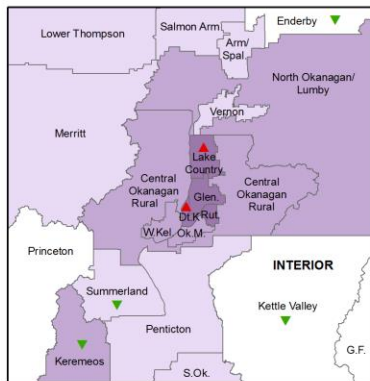 Lower Thompson
Salmon Arm
Enderby
Arm/
Spal.
North Okanagan/
Lumby
Vernon
Merritt
Lake
Country
Central
Okanagan
Rural
Central
Okanagan
Rural
Glen.
Dt.K
Rut.
W.Kel.
Ok.M.
Princeton
INTERIOR
Summerland
Kettle Valley
Penticton
Keremeos
G.F.
S.Ok.